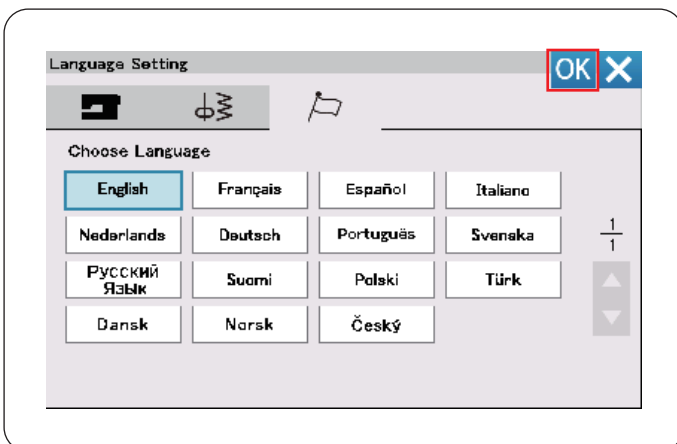 Language Setting OK X
Choose Language
English Français Español Italiano
Nederlands Deutsch Português Svenska
1
1
Русский
Язык
Suomi Polski Türk
Dansk Norsk Český